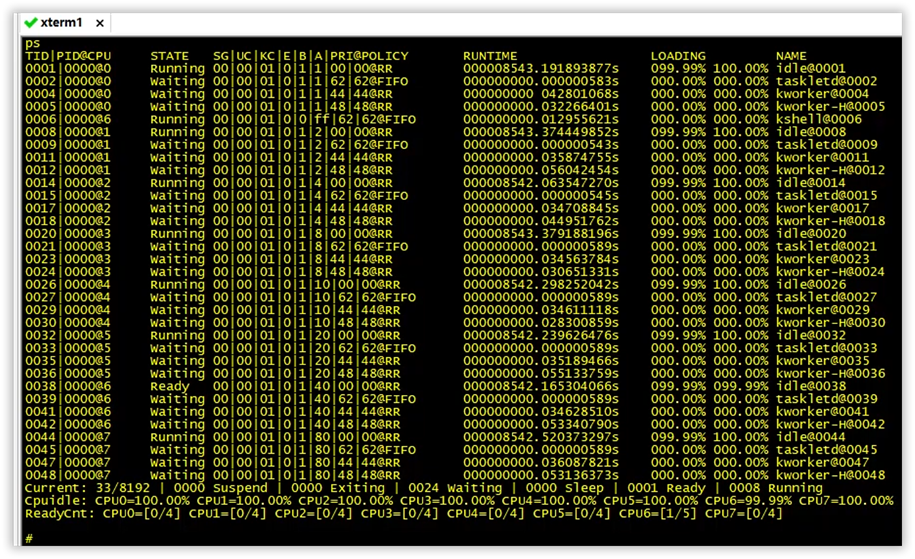 xterm1
ps
TID|PID@CPU STATE SG|UC|KC|E|B|A|PRI@POLICY RUNTIME LOADING NAME
0001|0000@0 Running 00|00|01|0|1|1|00|00@RR 000008543.191893877s 099.99% 100.00% idle@0001
0002|0000@0 Waiting 00|00|01|0|1|1|62|62@FIFO 000000000.000000583s 000.00% 000.00% taskletd@0002
0004|0000@0 Waiting 00|00|01|0|1|1|44|44@RR 000000000.042801068s 000.00% 000.00% kworker@0004
0005|0000@0 Waiting 00|00|01|0|1|1|48|48@RR 000000000.032266401s 000.00% 000.00% kworker-H@0005
0006|0000@6 Running 00|00|01|0|0|ff|62|62@FIFO 000000000.012955621s 000.00% 000.00% kshell@0006
0008|0000@1 Running 00|00|01|0|1|2|00|00@RR 000008543.374449852s 099.99% 100.00% idle@0008
0009|0000@1 Waiting 00|00|01|0|1|2|62|62@FIFO 000000000.000000543s 000.00% 000.00% taskletd@0009
0011|0000@1 Waiting 00|00|01|0|1|2|44|44@RR 000000000.035874755s 000.00% 000.00% kworker@0011
0012|0000@1 Waiting 00|00|01|0|1|2|48|48@RR 000000000.056042454s 000.00% 000.00% kworker-H@0012
0014|0000@2 Running 00|00|01|0|1|4|00|00@RR 000008542.063547270s 099.99% 100.00% idle@0014
0015|0000@2 Waiting 00|00|01|0|1|4|62|62@FIFO 000000000.000000545s 000.00% 000.00% taskletd@0015
0017|0000@2 Waiting 00|00|01|0|1|4|44|44@RR 000000000.034708845s 000.00% 000.00% kworker@0017
0018|0000@2 Waiting 00|00|01|0|1|4|48|48@RR 000000000.044951762s 000.00% 000.00% kworker-H@0018
0020|0000@3 Running 00|00|01|0|1|8|00|00@RR 000008543.379188196s 099.99% 100.00% idle@0020
0021|0000@3 Waiting 00|00|01|0|1|8|62|62@FIFO 000000000.000000589s 000.00% 000.00% taskletd@0021
0023|0000@3 Waiting 00|00|01|0|1|8|44|44@RR 000000000.034563784s 000.00% 000.00% kworker@0023
0024|0000@3 Waiting 00|00|01|0|1|8|48|48@RR 000000000.030651331s 000.00% 000.00% kworker-H@0024
0026|0000@4 Running 00|00|01|0|1|10|00|00@RR 000008542.298252042s 099.99% 100.00% idle@0026
0027|0000@4 Waiting 00|00|01|0|1|10|62|62@FIFO 000000000.000000589s 000.00% 000.00% taskletd@0027
0029|0000@4 Waiting 00|00|01|0|1|10|44|44@RR 000000000.034611118s 000.00% 000.00% kworker@0029
0030|0000@4 Waiting 00|00|01|0|1|10|48|48@RR 000000000.028300859s 000.00% 000.00% kworker-H@0030
0032|0000@5 Running 00|00|01|0|1|20|00|00@RR 000008542.239626476s 099.99% 100.00% idle@0032
0033|0000@5 Waiting 00|00|01|0|1|20|62|62@FIFO 000000000.000000589s 000.00% 000.00% taskletd@0033
0035|0000@5 Waiting 00|00|01|0|1|20|44|44@RR 000000000.035189466s 000.00% 000.00% kworker@0035
0036|0000@5 Waiting 00|00|01|0|1|20|48|48@RR 000000000.055133759s 000.00% 000.00% kworker-H@0036
0038|0000@6 Ready 00|00|01|0|1|40|00|00@RR 000008542.165304066s 099.99% 099.99% idle@0038
0039|0000@6 Waiting 00|00|01|0|1|40|62|62@FIFO 000000000.000000589s 000.00% 000.00% taskletd@0039
0041|0000@6 Waiting 00|00|01|0|1|40|44|44@RR 000000000.034628510s 000.00% 000.00% kworker@0041
0042|0000@6 Waiting 00|00|01|0|1|40|48|48@RR 000000000.053340790s 000.00% 000.00% kworker-H@0042
0044|0000@7 Running 00|00|01|0|1|80|00|00@RR 000008542.520373297s 099.99% 100.00% idle@0044
0045|0000@7 Waiting 00|00|01|0|1|80|62|62@FIFO 000000000.000000589s 000.00% 000.00% taskletd@0045
0047|0000@7 Waiting 00|00|01|0|1|80|44|44@RR 000000000.036087821s 000.00% 000.00% kworker@0047
0048|0000@7 Waiting 00|00|01|0|1|80|48|48@RR 000000000.053136373s 000.00% 000.00% kworker-H@0048
Current: 33/8192 | 0000 Suspend | 0000 Exiting | 0024 Waiting | 0000 Sleep | 0001 Ready | 0008 Running
Cpuidle: CPU0=100.00% CPU1=100.00% CPU2=100.00% CPU3=100.00% CPU4=100.00% CPU5=100.00% CPU6=99.99% CPU7=100.00%
ReadyCnt: CPU0=[0/4] CPU1=[0/4] CPU2=[0/4] CPU3=[0/4] CPU4=[0/4] CPU5=[0/4] CPU6=[1/5] CPU7=[0/4]
#